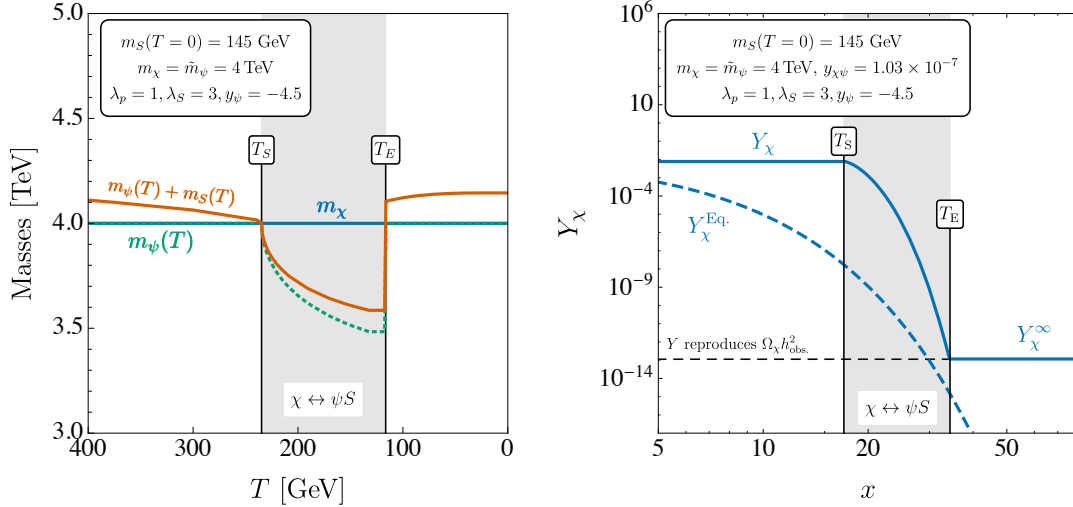 m_S(T = 0) = 145 GeV
m_χ = m̃_ψ = 4 TeV
λ_p = 1, λ_S = 3, y_ψ = −4.5
T_S
T_E
m_ψ(T) + m_S(T)
m_χ
m_ψ(T)
χ ↔ ψS
5.0
4.5
4.0
3.5
3.0
Masses [TeV]
400
300
200
100
0
T [GeV]
m_S(T = 0) = 145 GeV
m_χ = m̃_ψ = 4 TeV, y_χψ = 1.03 × 10^−7
λ_p = 1, λ_S = 3, y_ψ = −4.5
T_S
T_E
Y_χ
Y_χ^Eq.
Y_χ^∞
Y reproduces Ω_χ h²_obs.
χ ↔ ψS
10^6
10
10^−4
10^−9
10^−14
Y_χ
5
10
20
50
x